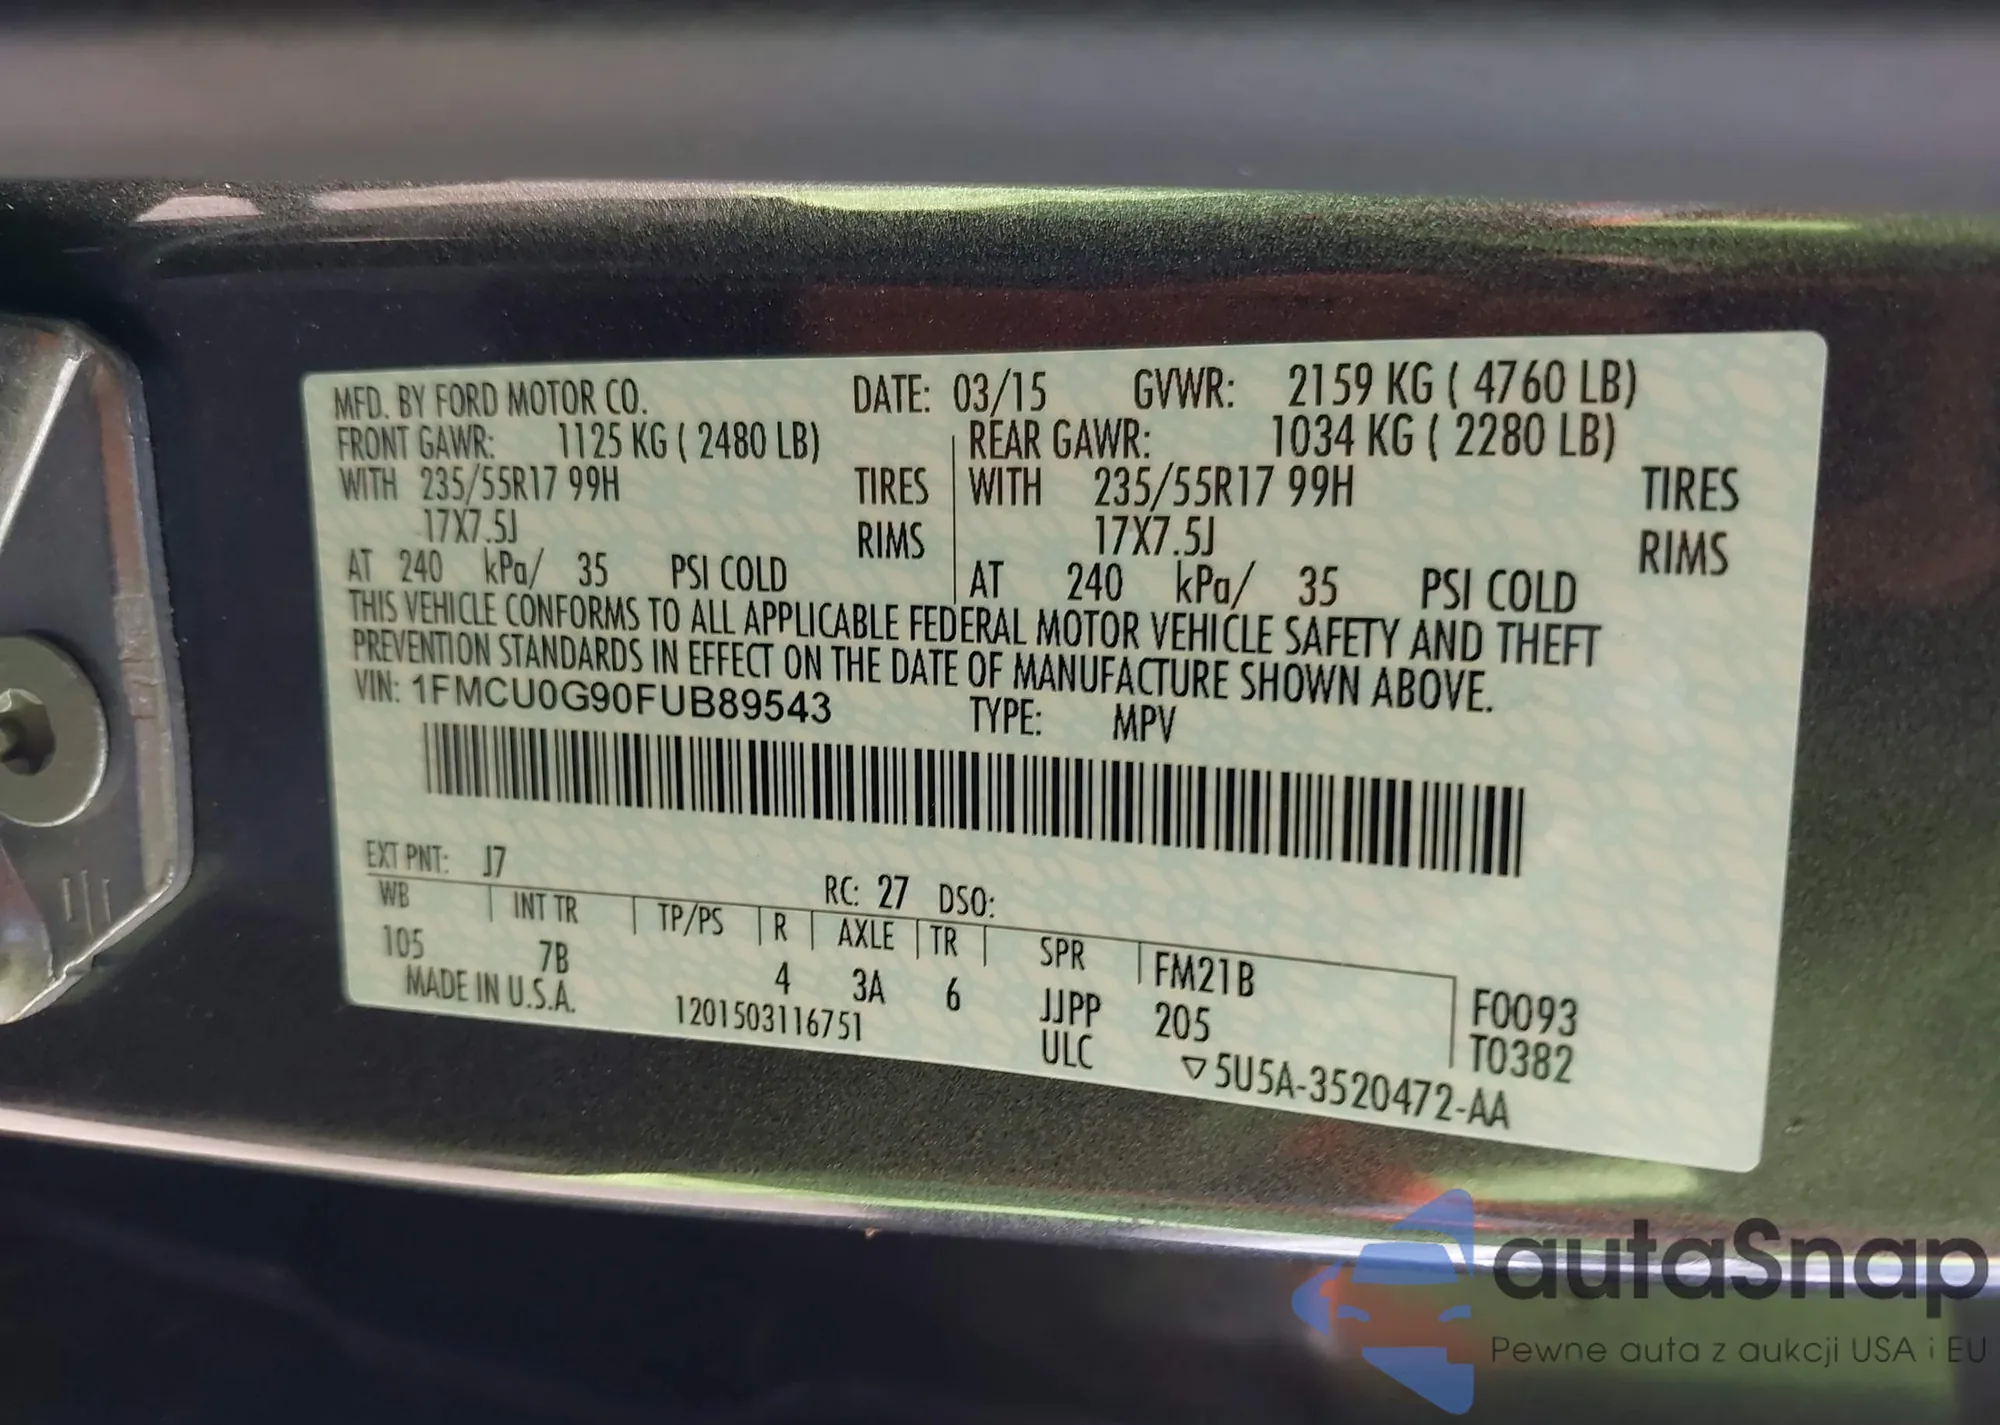 MFD. BY FORD MOTOR CO. DATE: 03/15 GVWR: 2159 KG ( 4760 LB)
FRONT GAWR: 1125 KG ( 2480 LB) REAR GAWR: 1034 KG ( 2280 LB)
WITH 235/55R17 99H TIRES WITH 235/55R17 99H TIRES
17X7.5J RIMS 17X7.5J RIMS
AT 240 kPa/ 35 PSI COLD AT 240 kPa/ 35 PSI COLD
THIS VEHICLE CONFORMS TO ALL APPLICABLE FEDERAL MOTOR VEHICLE SAFETY AND THEFT
PREVENTION STANDARDS IN EFFECT ON THE DATE OF MANUFACTURE SHOWN ABOVE.
VIN: 1FMCU0G90FUB89543 TYPE: MPV
EXT PNT: J7 RC: 27 DSO:
WB INT TR TP/PS R AXLE TR SPR FM21B F0093
105 7B 4 3A 6 JJPP 205 T0382
MADE IN U.S.A. 1201503116751 ULC ▽5U5A-3520472-AA
autaSnap
Pewne auta z aukcji USA i EU